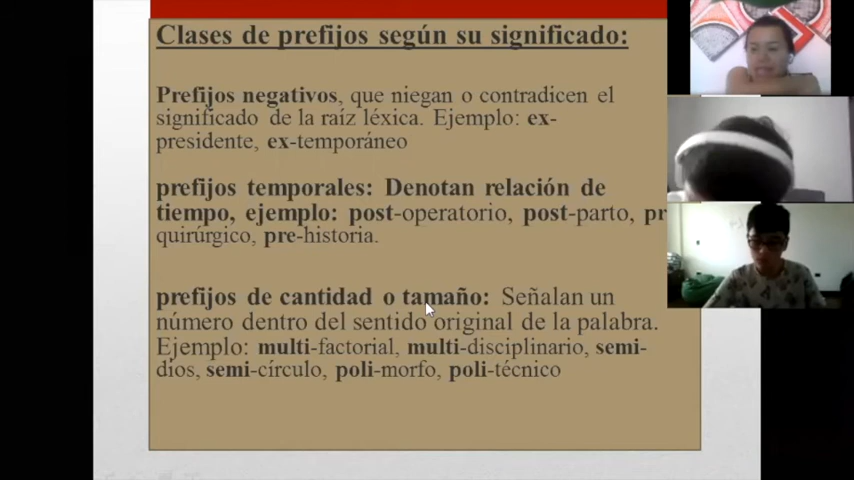 Clases de prefijos según su significado:
Prefijos negativos, que niegan o contradicen el
significado de la raíz léxica. Ejemplo: ex-
presidente, ex-temporáneo
prefijos temporales: Denotan relación de
tiempo, ejemplo: post-operatorio, post-parto, pr
quirúrgico, pre-historia.
prefijos de cantidad o tamaño: Señalan un
número dentro del sentido original de la palabra.
Ejemplo: multi-factorial, multi-disciplinario, semi-
dios, semi-círculo, poli-morfo, poli-técnico